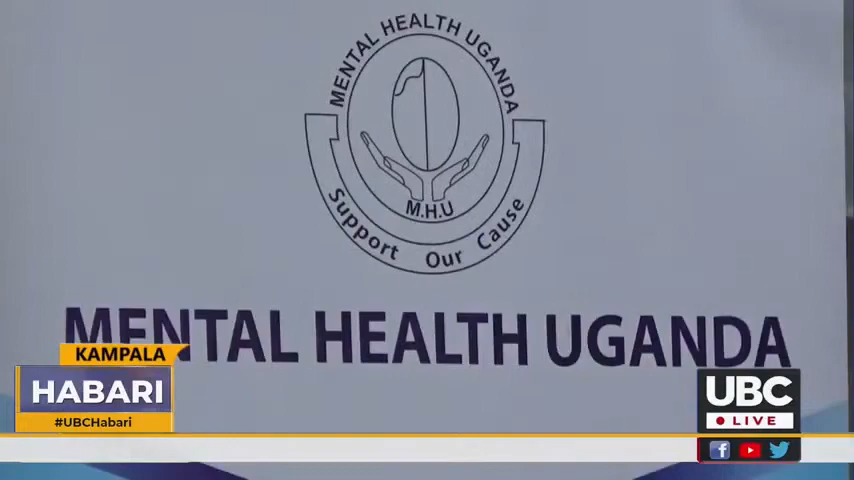 MENTAL HEALTH UGANDA
M.H.U
Support Our Cause
MENTAL HEALTH UGANDA
KAMPALA
HABARI
#UBCHabari
UBC
LIVE